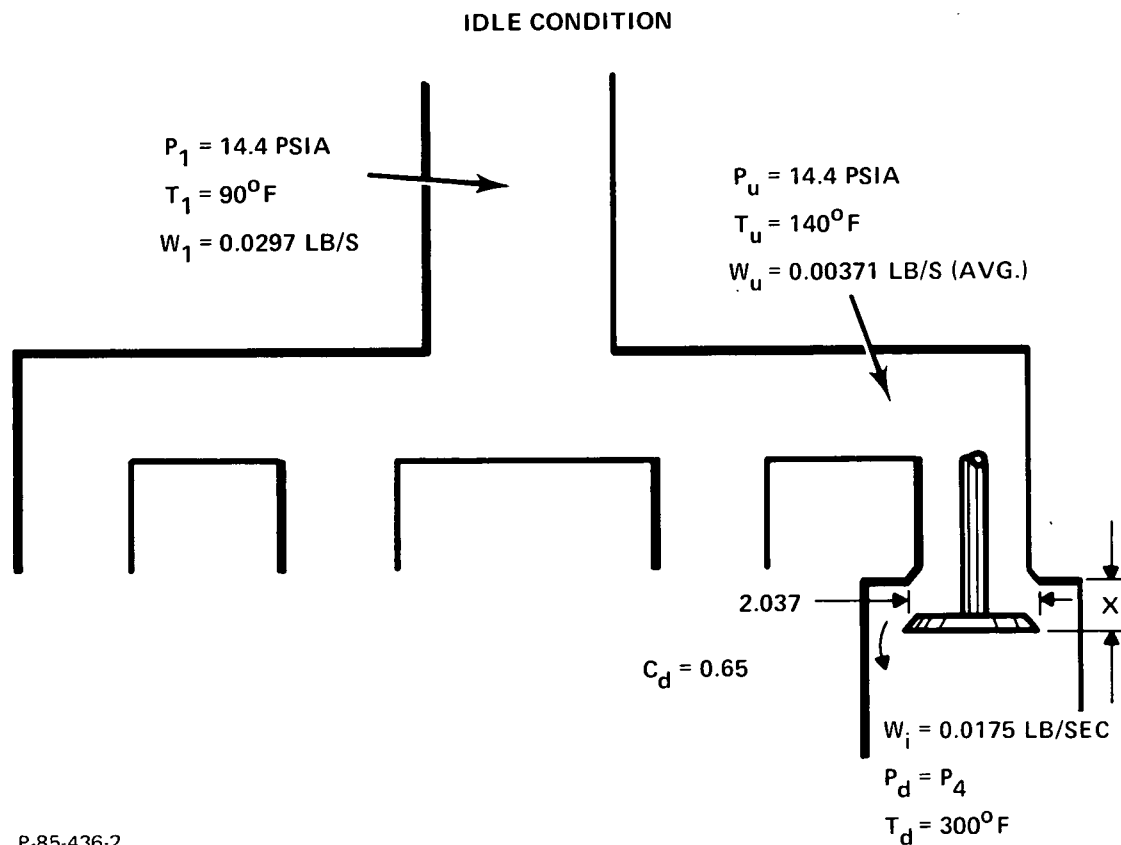 IDLE CONDITION
P1 = 14.4 PSIA
T1 = 90°F
W1 = 0.0297 LB/S
Pu = 14.4 PSIA
Tu = 140°F
Wu = 0.00371 LB/S (AVG.)
2.037
X
Cd = 0.65
Wi = 0.0175 LB/SEC
Pd = P4
Td = 300°F
P-85-436-2